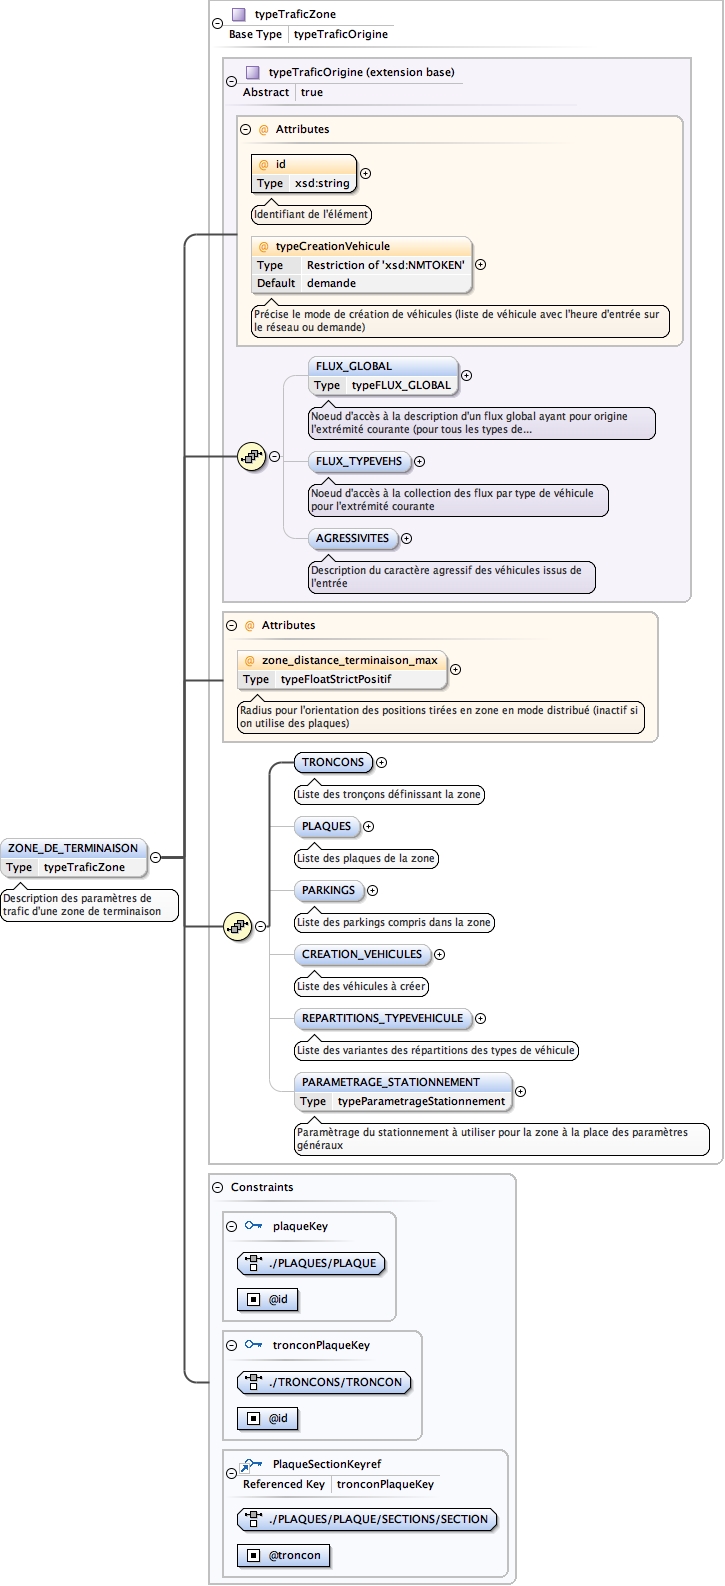 typeTraficZone
Base Type typeTraficOrigine
typeTraficOrigine (extension base)
Abstract true
@ Attributes
@ id
Type xsd:string
Identifiant de l'élément
@ typeCreationVehicule
Type Restriction of 'xsd:NMTOKEN'
Default demande
Précise le mode de création de véhicules (liste de véhicule avec l'heure d'entrée sur
le réseau ou demande)
FLUX_GLOBAL
Type typeFLUX_GLOBAL
Noeud d'accès à la description d'un flux global ayant pour origine
l'extrémité courante (pour tous les types de...
FLUX_TYPEVEHS
Noeud d'accès à la collection des flux par type de véhicule
pour l'extrémité courante
AGRESSIVITES
Description du caractère agressif des véhicules issus de
l'entrée
@ Attributes
@ zone_distance_terminaison_max
Type typeFloatStrictPositif
Radius pour l'orientation des positions tirées en zone en mode distribué (inactif si
on utilise des plaques)
TRONCONS
Liste des tronçons définissant la zone
PLAQUES
Liste des plaques de la zone
ZONE_DE_TERMINAISON
Type typeTraficZone
Description des paramètres de
trafic d'une zone de terminaison
PARKINGS
Liste des parkings compris dans la zone
CREATION_VEHICULES
Liste des véhicules à créer
REPARTITIONS_TYPEVEHICULE
Liste des variantes des répartitions des types de véhicule
PARAMETRAGE_STATIONNEMENT
Type typeParametrageStationnement
Paramètrage du stationnement à utiliser pour la zone à la place des paramètres
généraux
Constraints
plaqueKey
./PLAQUES/PLAQUE
@id
tronconPlaqueKey
./TRONCONS/TRONCON
@id
PlaqueSectionKeyref
Referenced Key tronconPlaqueKey
./PLAQUES/PLAQUE/SECTIONS/SECTION
@troncon